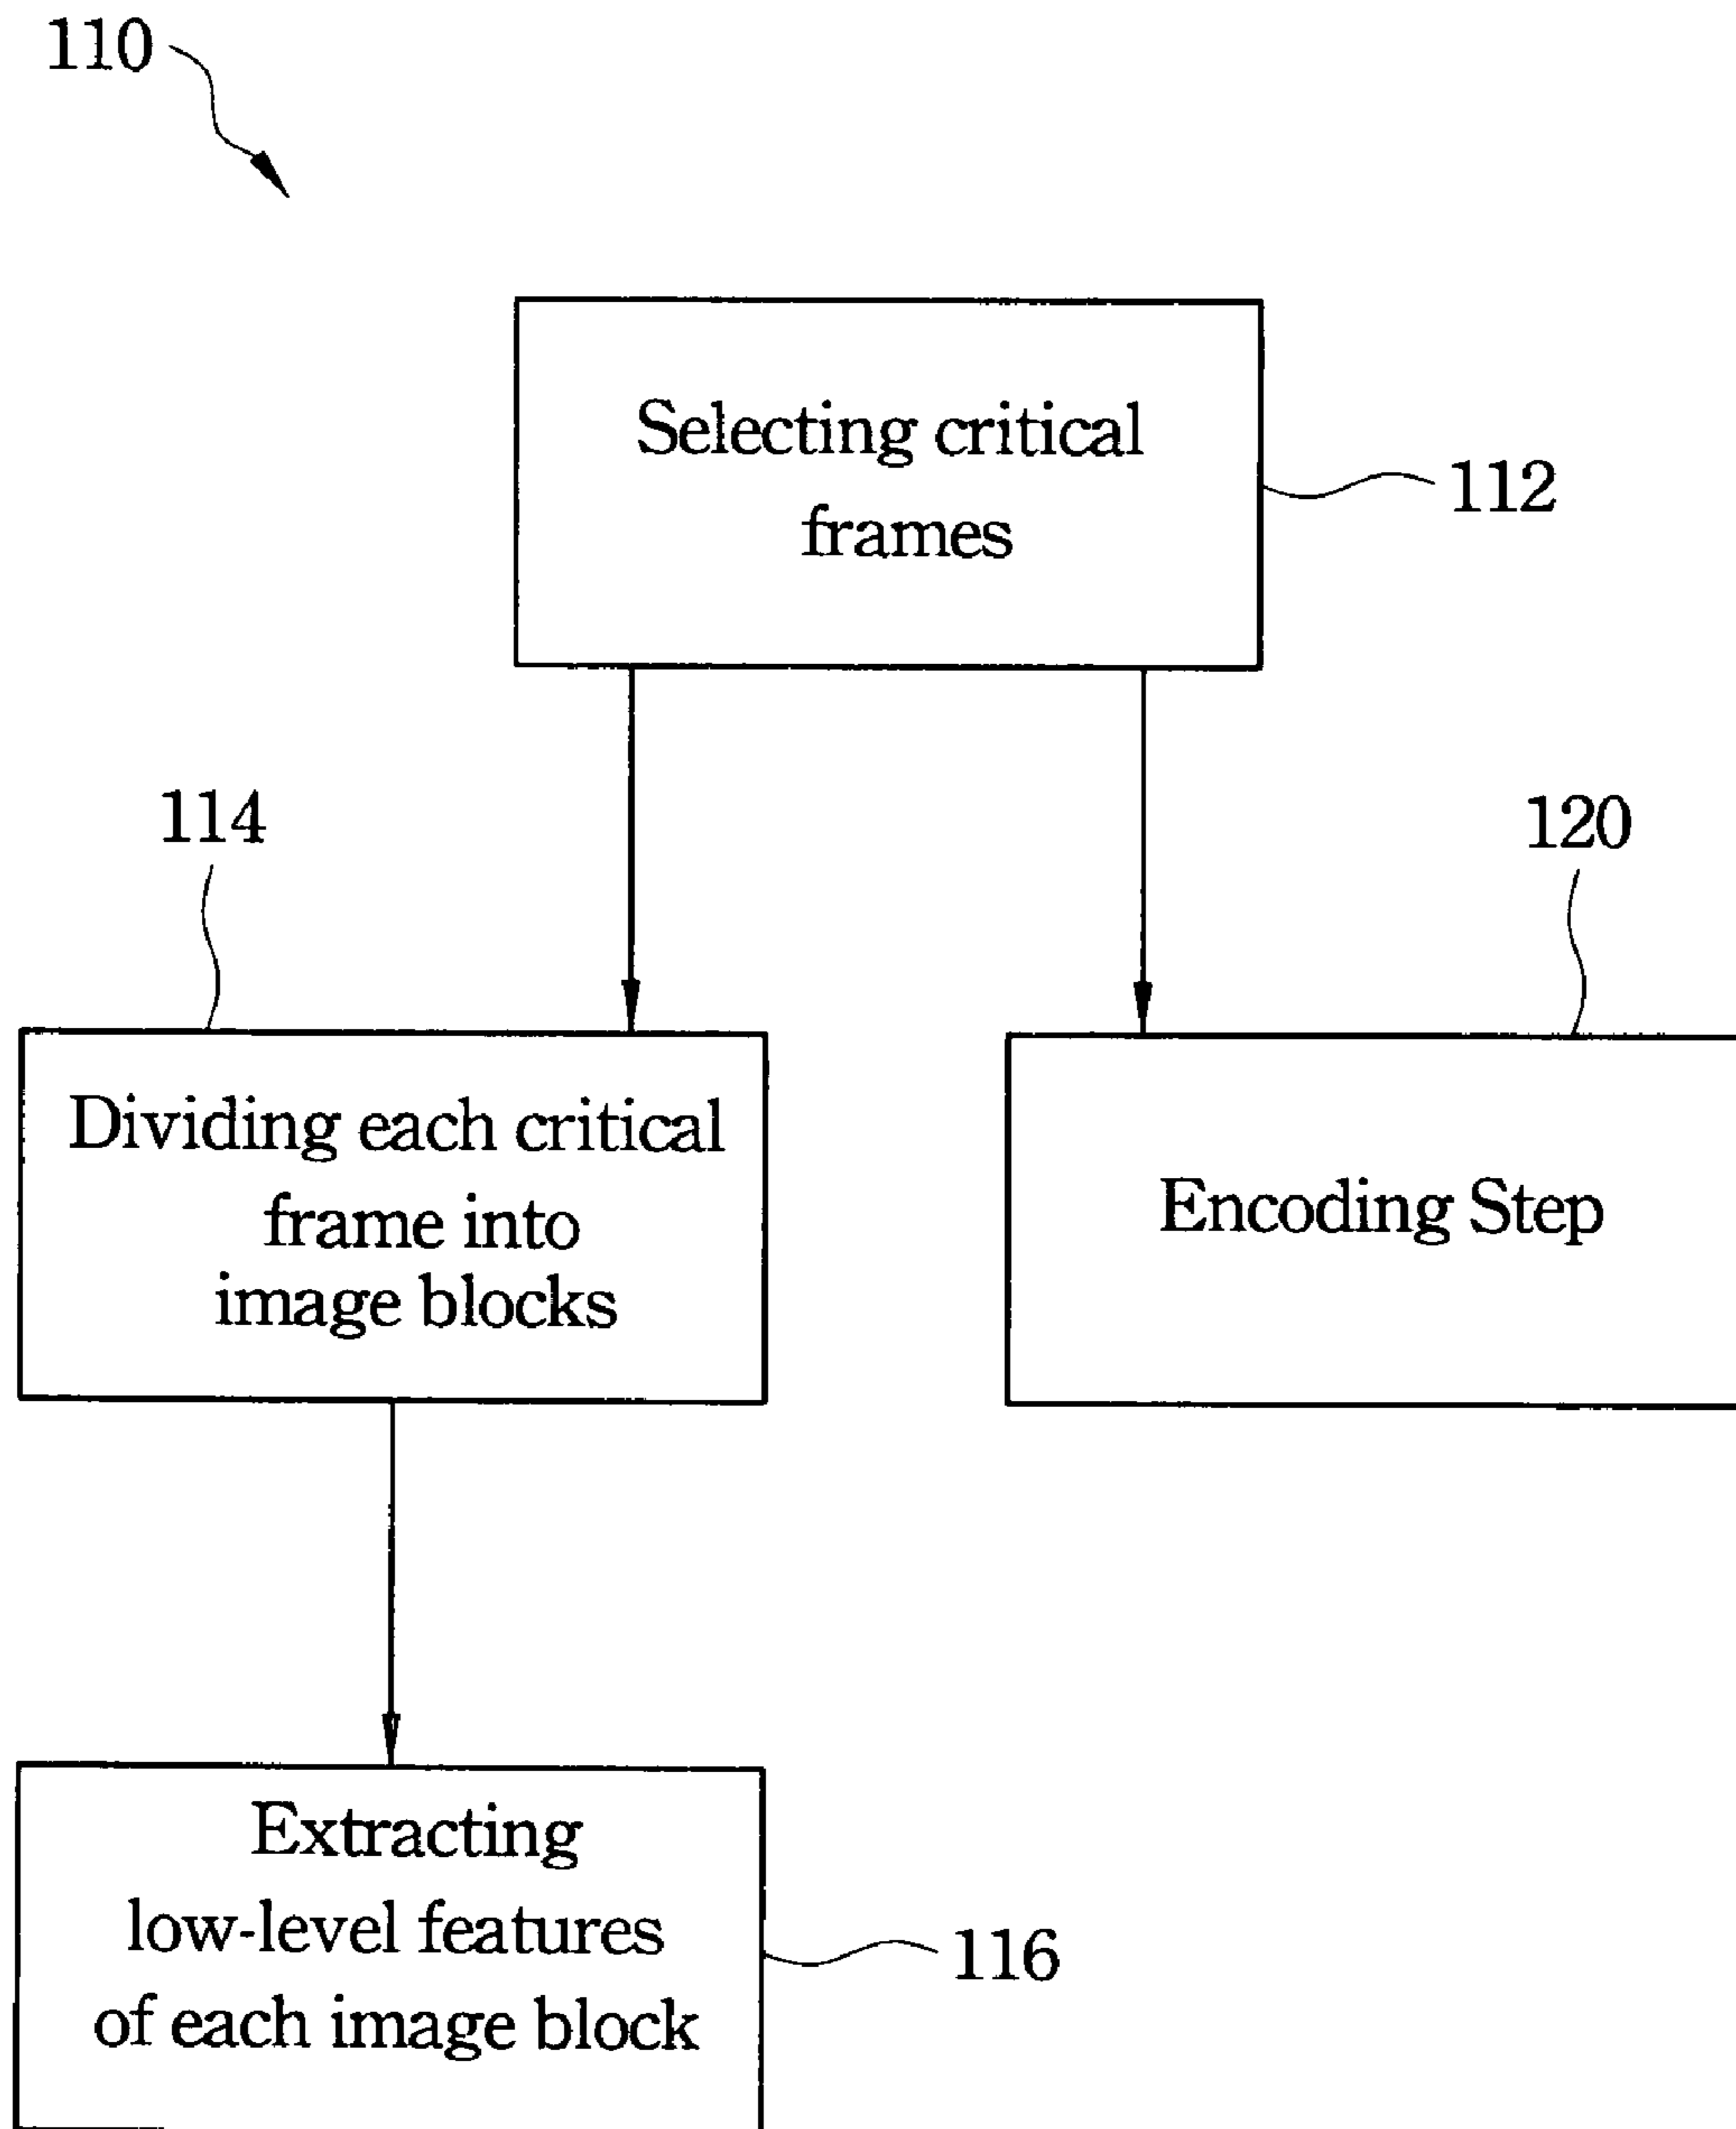 110
Selecting critical
frames
112
114
120
Dividing each critical
frame into
image blocks
Encoding Step
Extracting
low-level features
of each image block
116